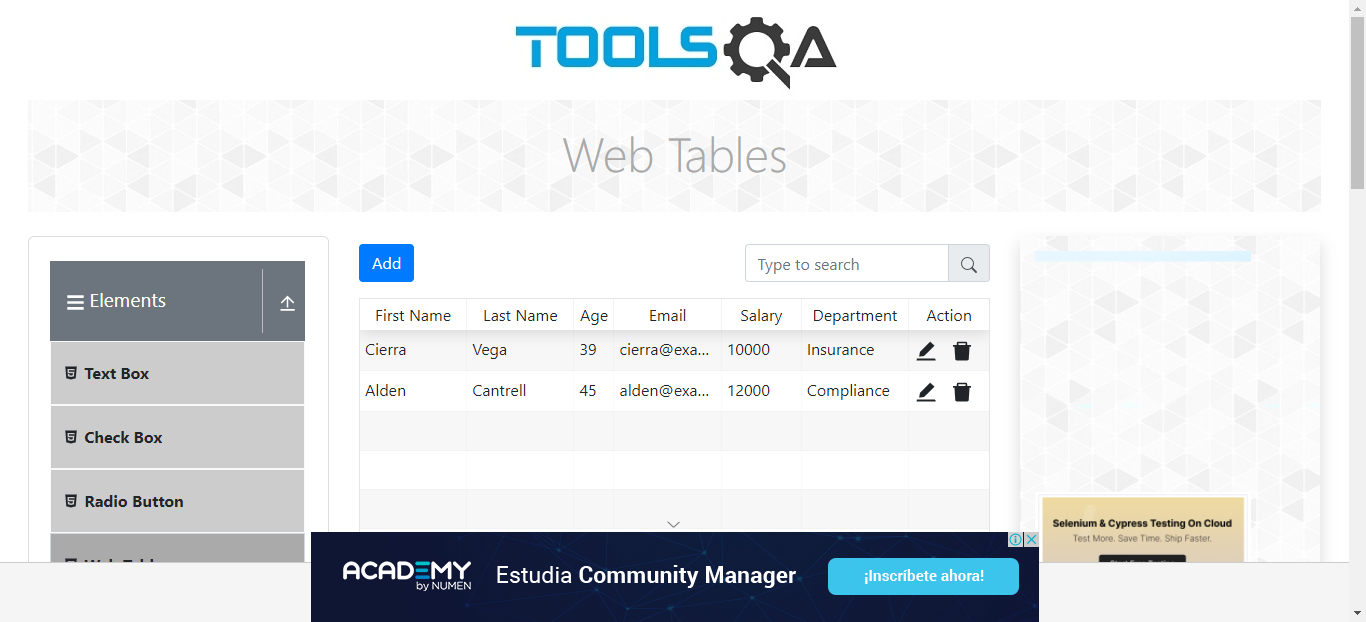 TOOLSQA
Web Tables
Elements
Text Box
Check Box
Radio Button
Add
Type to search
First Name Last Name Age Email Salary Department Action
Cierra Vega 39 cierra@exa... 10000 Insurance
Alden Cantrell 45 alden@exa... 12000 Compliance
Selenium & Cypress Testing On Cloud
Test More. Save Time. Ship Faster.
ACADEMY
by NUMEN
Estudia Community Manager
¡Inscríbete ahora!